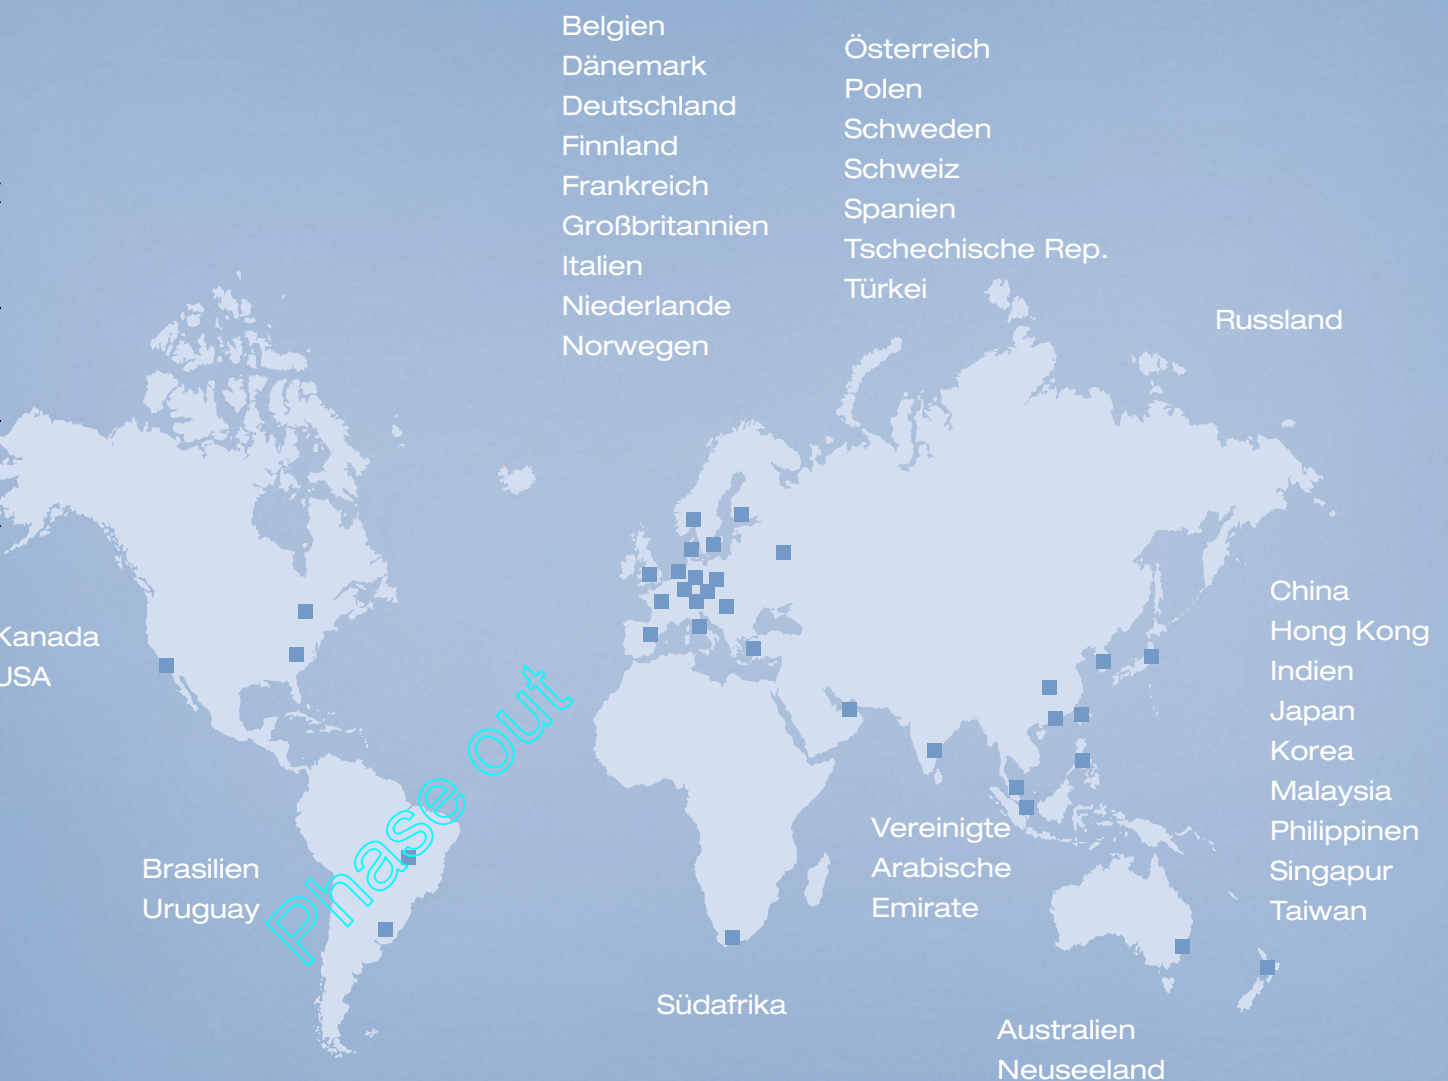 Belgien
Dänemark
Deutschland
Finnland
Frankreich
Großbritannien
Italien
Niederlande
Norwegen
Österreich
Polen
Schweden
Schweiz
Spanien
Tschechische Rep.
Türkei
Russland
Kanada
USA
China
Hong Kong
Indien
Japan
Korea
Malaysia
Philippinen
Singapur
Taiwan
Phase out
Vereinigte
Arabische
Emirate
Brasilien
Uruguay
Südafrika
Australien
Neuseeland